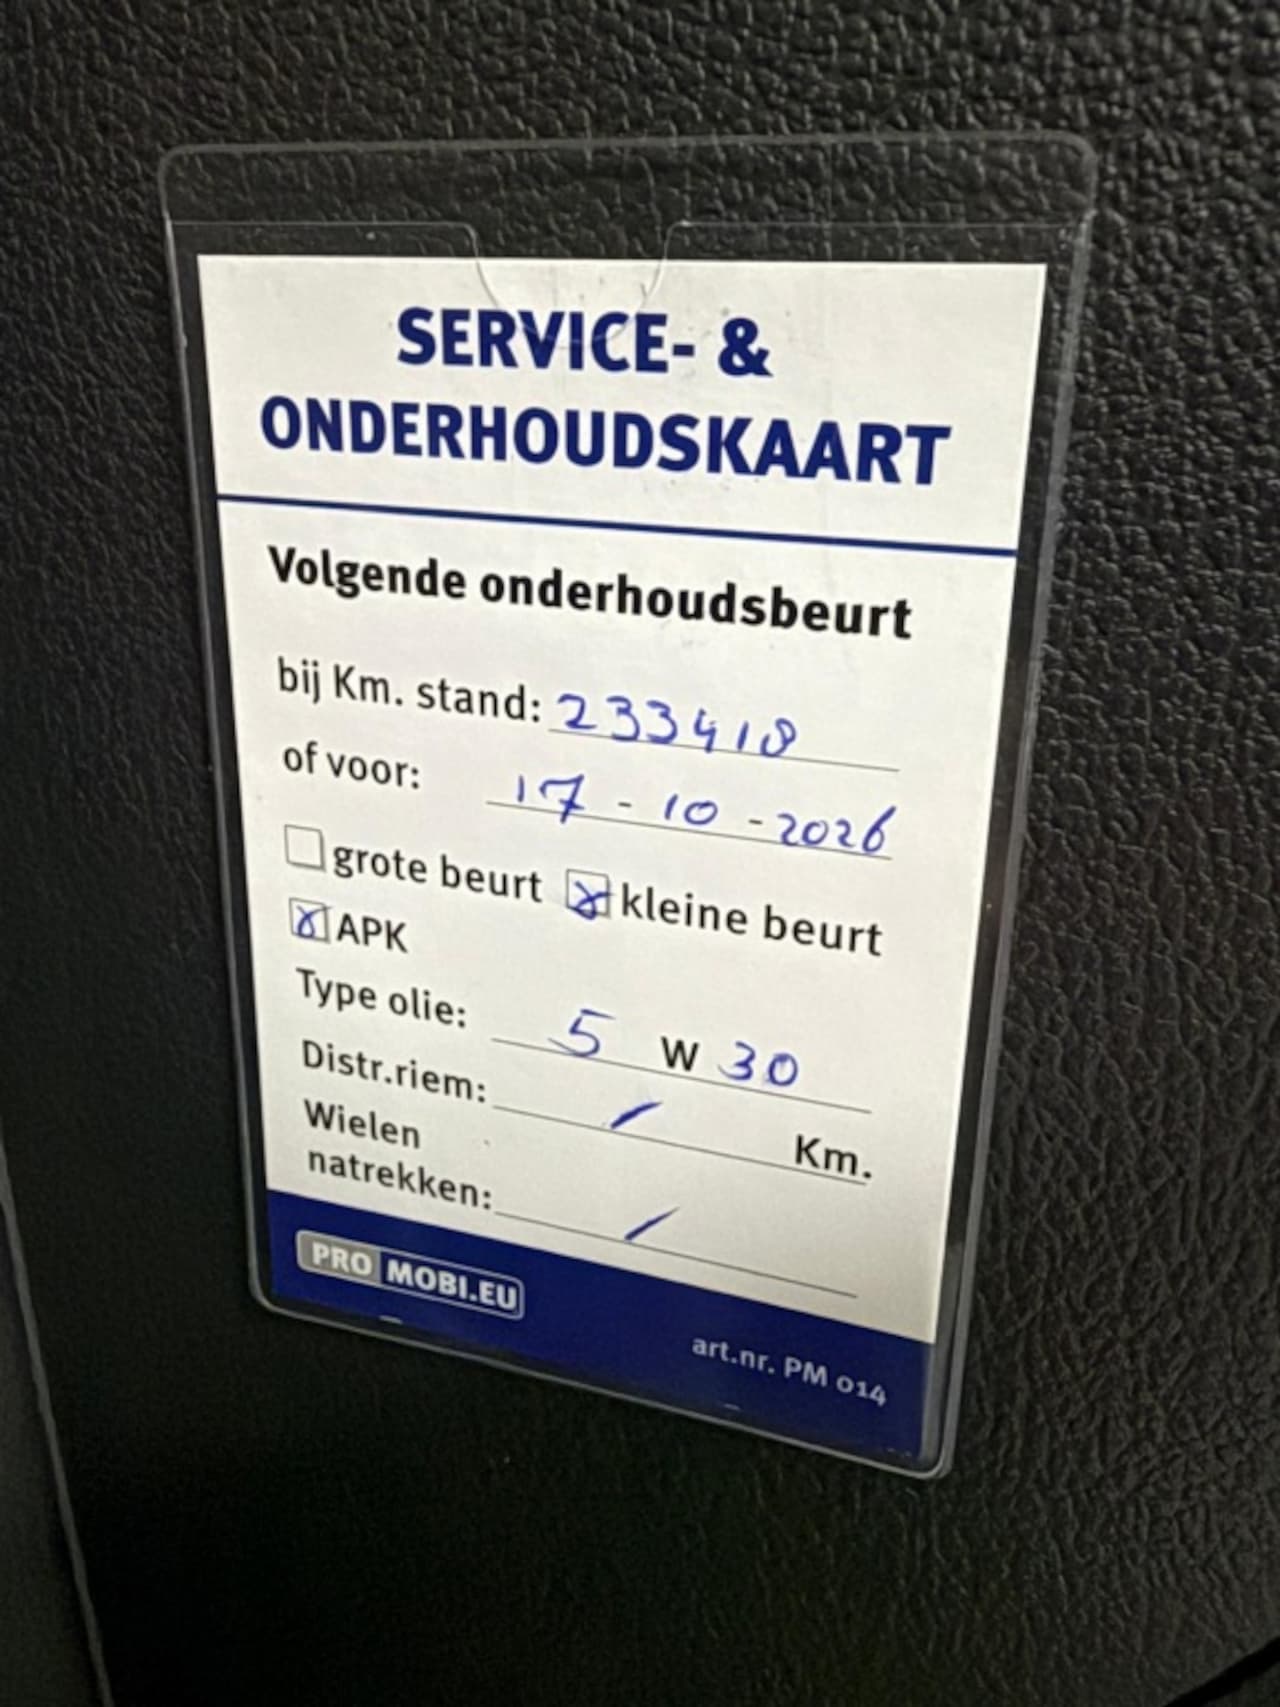 SERVICE- &
ONDERHOUDSKAART
Volgende onderhoudsbeurt
bij Km. stand: 233418
of voor: 17-10-2026
grote beurt kleine beurt
APK
Type olie: 5 W 30
Distr.riem: / Km.
Wielen
natrekken: /
PRO MOBI.EU
art.nr. PM 014